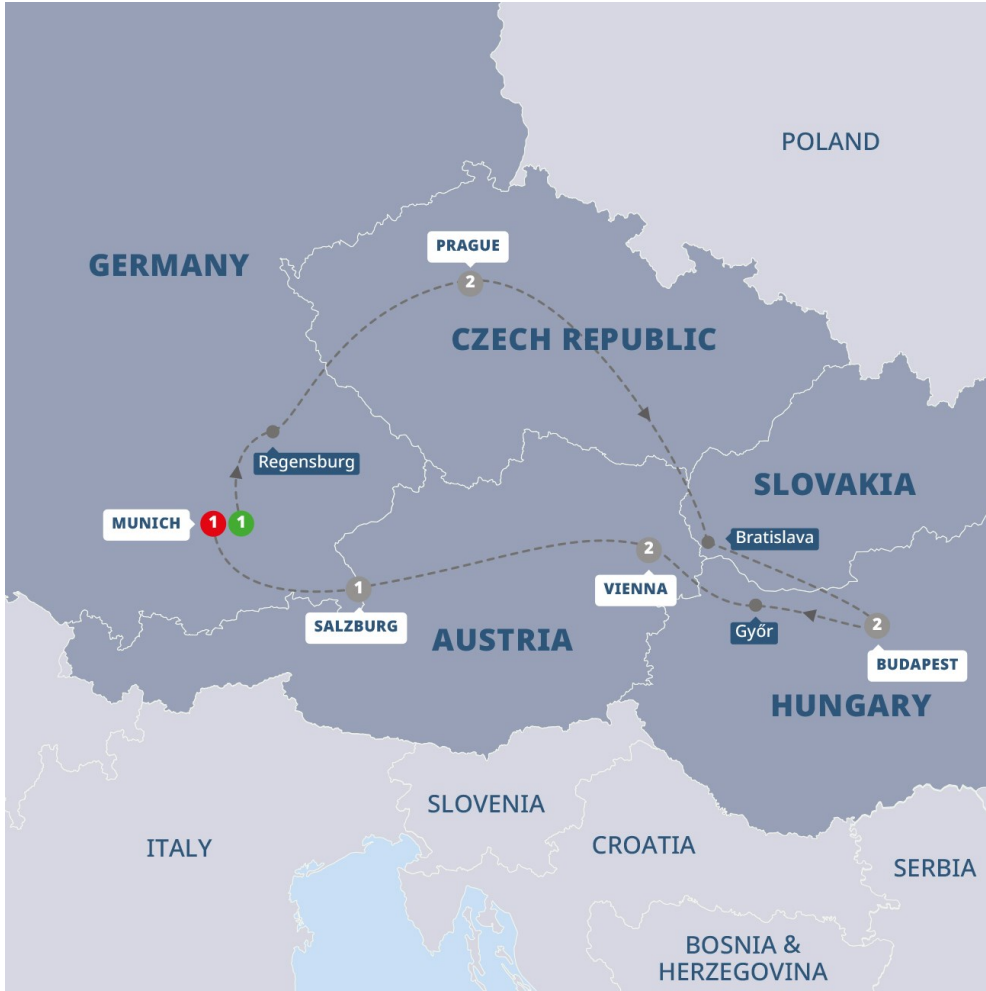 POLAND
PRAGUE
2
GERMANY
CZECH REPUBLIC
Regensburg
SLOVAKIA
MUNICH
1
1
Bratislava
2
VIENNA
1
SALZBURG
Győr
2
BUDAPEST
AUSTRIA
HUNGARY
SLOVENIA
ITALY
CROATIA
SERBIA
BOSNIA &
HERZEGOVINA